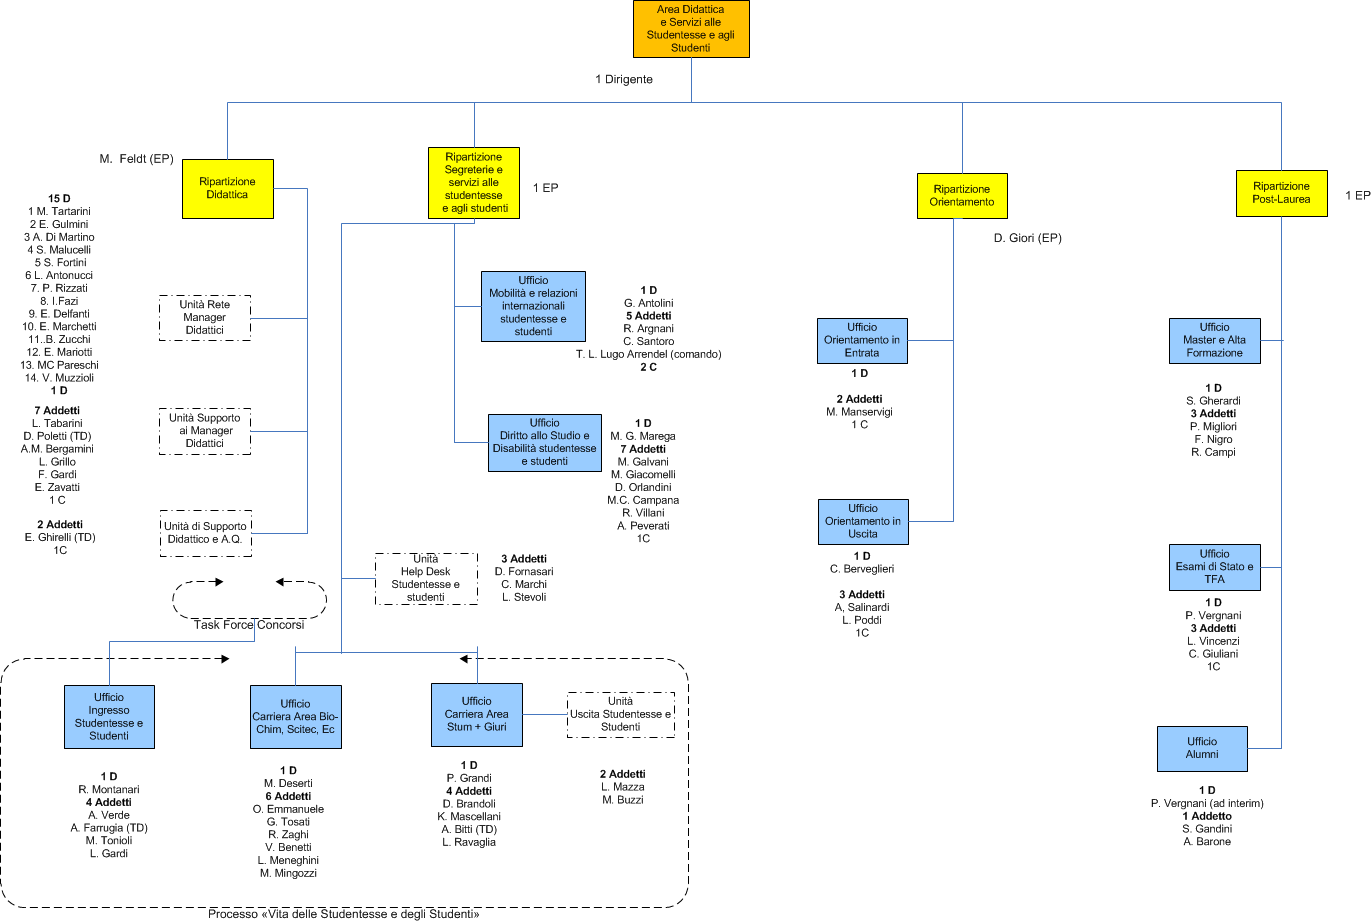 Area Didattica
e Servizi alle
Studentesse e agli
Studenti
1 Dirigente
M.  Feldt (EP)
Ripartizione
Didattica
15 D
1 M. Tartarini
2 E. Gulmini
3 A. Di Martino
4 S. Malucelli
5 S. Fortini
6 L. Antonucci
7. P. Rizzati
8. I.Fazi
9. E. Delfanti
10. E. Marchetti
11..B. Zucchi
12. E. Mariotti
13. MC Pareschi
14. V. Muzzioli
1 D
Unità Rete
Manager
Didattici
7 Addetti
L. Tabarini
D. Poletti (TD)
A.M. Bergamini
L. Grillo
F. Gardi
E. Zavatti
1 C
Unità Supporto
ai Manager
Didattici
2 Addetti
E. Ghirelli (TD)
1C
Unità di Supporto
Didattico e A.Q.
Task Force Concorsi
Ripartizione
Segreterie e
servizi alle
studentesse
e agli studenti
1 EP
Ufficio
Mobilità e relazioni
internazionali
studentesse e
studenti
1 D
G. Antolini
5 Addetti
R. Argnani
C. Santoro
T. L. Lugo Arrendel (comando)
2 C
Ufficio
Diritto allo Studio e
Disabilità studentesse
e studenti
1 D
M. G. Marega
7 Addetti
M. Galvani
M. Giacomelli
D. Orlandini
M.C. Campana
R. Villani
A. Peverati
1C
Unità
Help Desk
Studentesse e
studenti
3 Addetti
D. Fornasari
C. Marchi
L. Stevoli
Ufficio
Ingresso
Studentesse e
Studenti
1 D
R. Montanari
4 Addetti
A. Verde
A. Farrugia (TD)
M. Tonioli
L. Gardi
Ufficio
Carriera Area Bio-
Chim, Scitec, Ec
1 D
M. Deserti
6 Addetti
O. Emmanuele
G. Tosati
R. Zaghi
V. Benetti
L. Meneghini
M. Mingozzi
Ufficio
Carriera Area
Stum + Giuri
1 D
P. Grandi
4 Addetti
D. Brandoli
K. Mascellani
A. Bitti (TD)
L. Ravaglia
Unità
Uscita Studentesse e
Studenti
2 Addetti
L. Mazza
M. Buzzi
Processo «Vita delle Studentesse e degli Studenti»
Ripartizione
Orientamento
D. Giori (EP)
Ufficio
Orientamento in
Entrata
1 D
2 Addetti
M. Manservigi
1 C
Ufficio
Orientamento in
Uscita
1 D
C. Berveglieri
3 Addetti
A, Salinardi
L. Poddi
1C
Ripartizione
Post-Laurea
1 EP
Ufficio
Master e Alta
Formazione
1 D
S. Gherardi
3 Addetti
P. Migliori
F. Nigro
R. Campi
Ufficio
Esami di Stato e
TFA
1 D
P. Vergnani
3 Addetti
L. Vincenzi
C. Giuliani
1C
Ufficio
Alumni
1 D
P. Vergnani (ad interim)
1 Addetto
S. Gandini
A. Barone